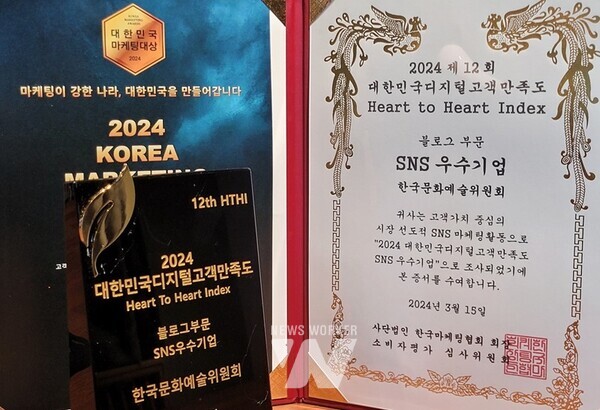 대한민국
마케팅대상
2024
마케팅이 강한 나라, 대한민국을 만들어갑니다
2024
KOREA
MARKETING
12th HTHI
2024
대한민국디지털고객만족도
Heart To Heart Index
블로그부문
SNS우수기업
한국문화예술위원회
2024 제 12 회
대한민국디지털고객만족도
Heart to Heart Index
블로그 부문
SNS 우수기업
한국문화예술위원회
귀사는 고객가치 중심의
시장 선도적 SNS 마케팅활동으로
"2024 대한민국디지털고객만족도
SNS 우수기업"으로 조사되었기에
본 증서를 수여합니다.
2024년 3월 15일
사단법인 한국마케팅협회 회장
소비자평가 심사위원회
NEWS WORKER